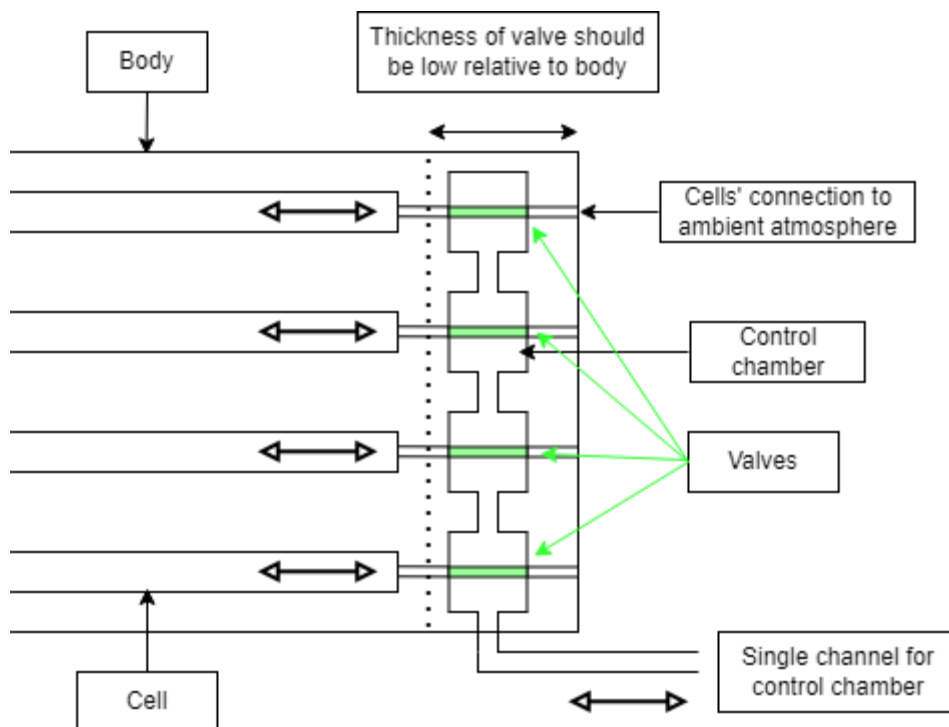 Body
Thickness of valve should
be low relative to body
Cells' connection to
ambient atmosphere
Control
chamber
Valves
Single channel for
control chamber
Cell